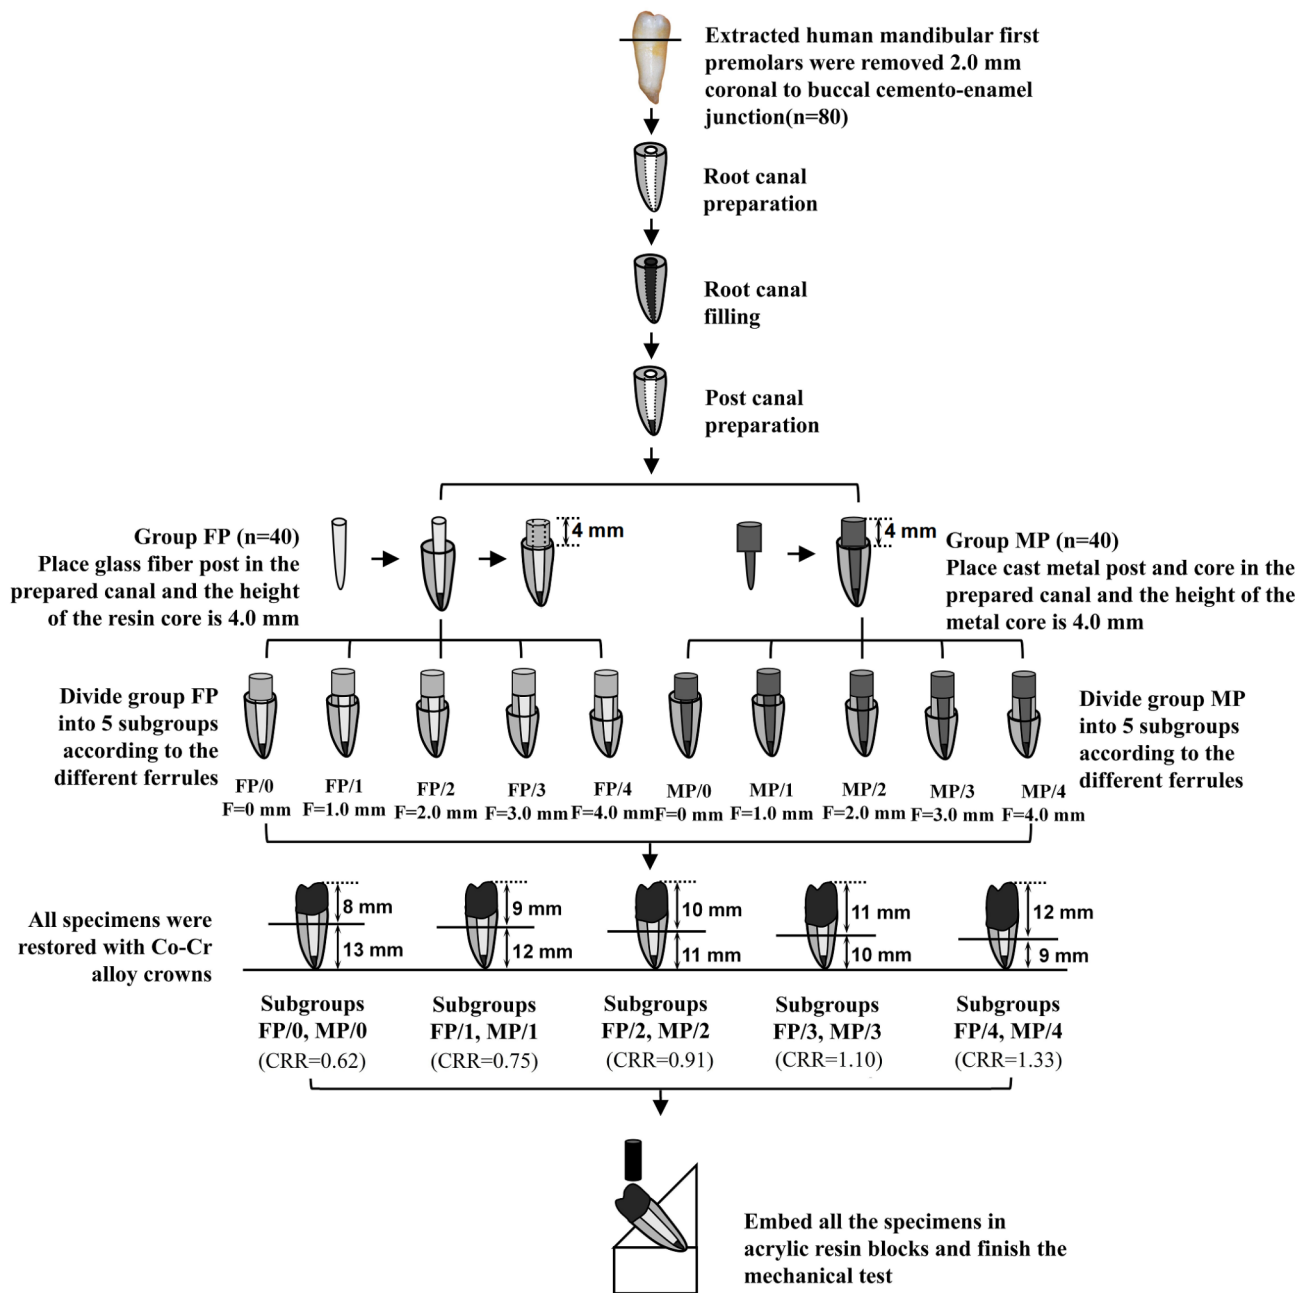 Extracted human mandibular first
premolars were removed 2.0 mm
coronal to buccal cemento-enamel
junction(n=80)
Root canal
preparation
Root canal
filling
Post canal
preparation
Group FP (n=40)
Place glass fiber post in the
prepared canal and the height
of the resin core is 4.0 mm
4 mm
4 mm
Group MP (n=40)
Place cast metal post and core in the
prepared canal and the height of the
metal core is 4.0 mm
Divide group FP
into 5 subgroups
according to the
different ferrules
FP/0
F=0 mm
FP/1
F=1.0 mm
FP/2
F=2.0 mm
FP/3
F=3.0 mm
FP/4
F=4.0 mm
MP/0
F=0 mm
MP/1
F=1.0 mm
MP/2
F=2.0 mm
MP/3
F=3.0 mm
MP/4
F=4.0 mm
Divide group MP
into 5 subgroups
according to the
different ferrules
All specimens were
restored with Co-Cr
alloy crowns
8 mm
13 mm
9 mm
12 mm
10 mm
11 mm
11 mm
10 mm
12 mm
9 mm
Subgroups
FP/0, MP/0
(CRR=0.62)
Subgroups
FP/1, MP/1
(CRR=0.75)
Subgroups
FP/2, MP/2
(CRR=0.91)
Subgroups
FP/3, MP/3
(CRR=1.10)
Subgroups
FP/4, MP/4
(CRR=1.33)
Embed all the specimens in
acrylic resin blocks and finish the
mechanical test